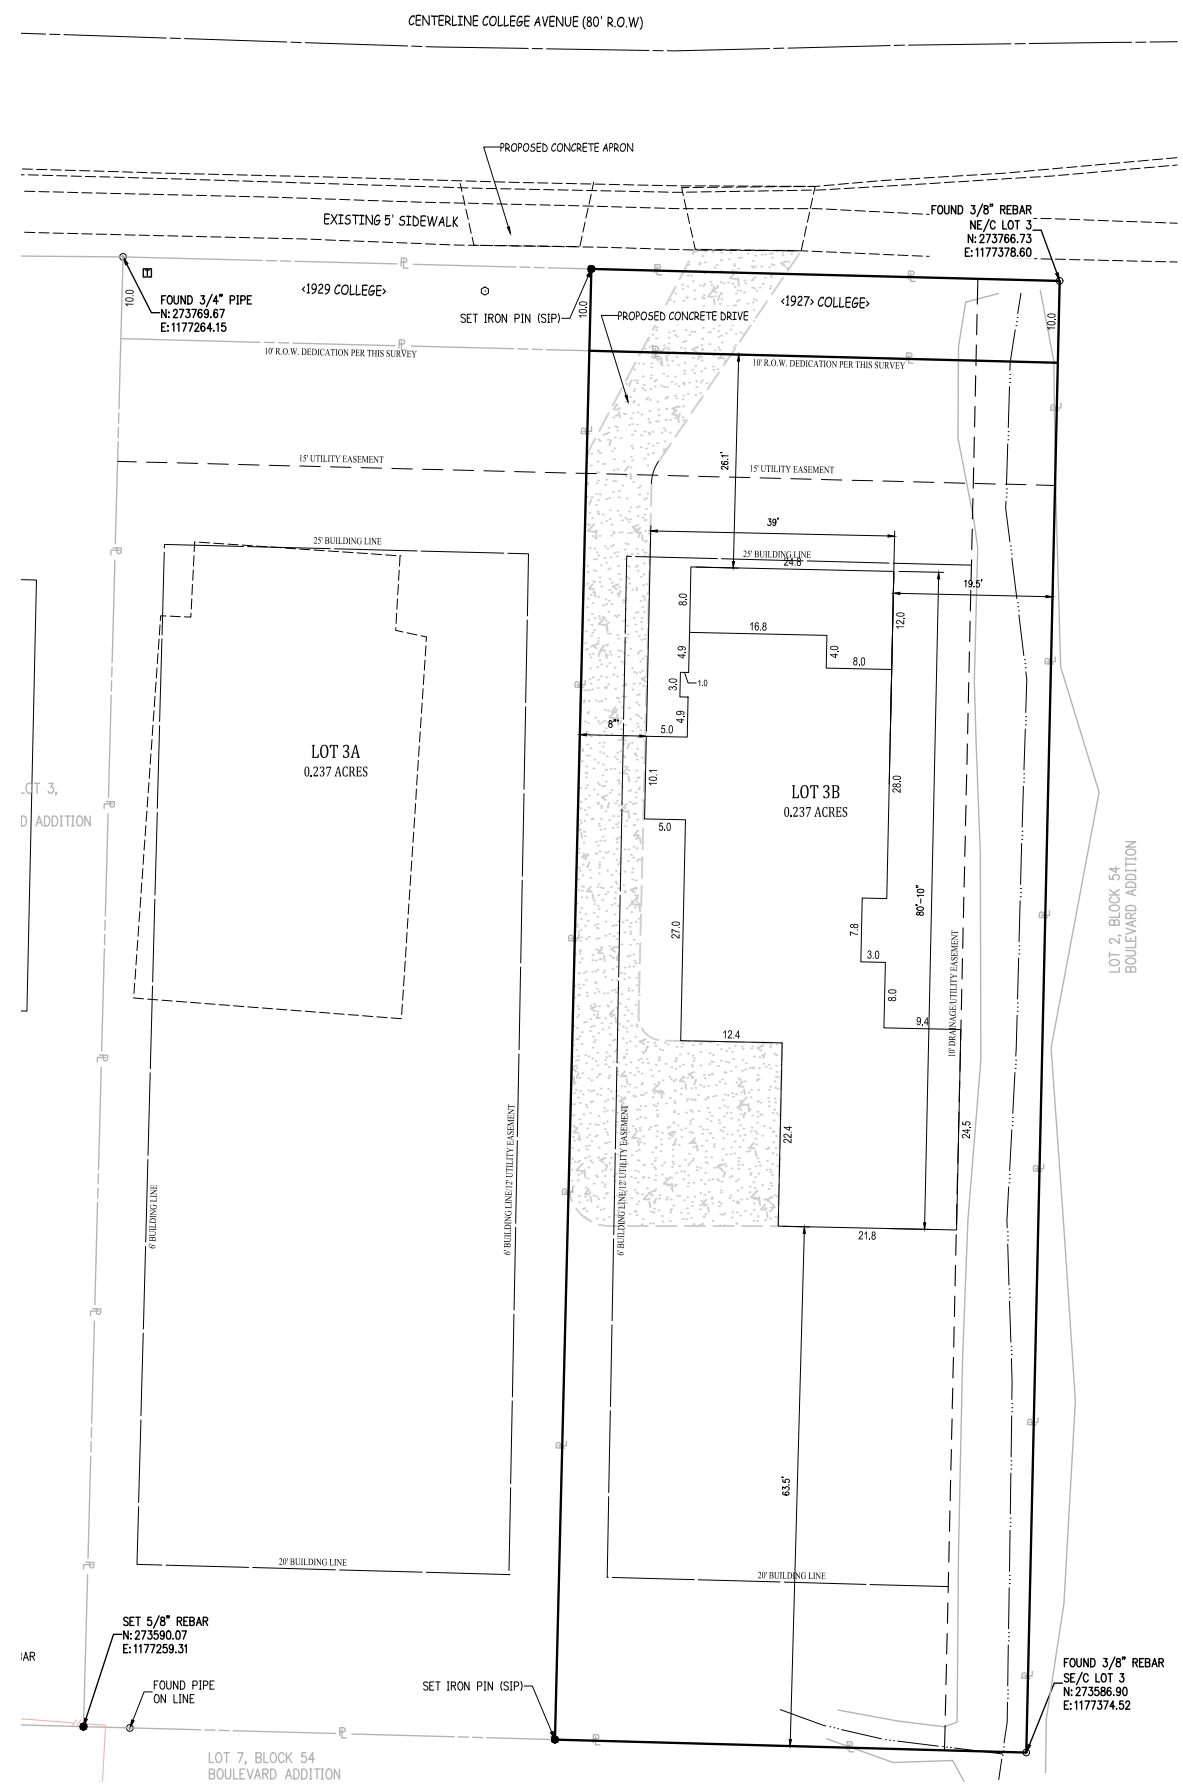 CENTERLINE COLLEGE AVENUE (80' R.O.W)
PROPOSED CONCRETE APRON
EXISTING 5' SIDEWALK
FOUND 3/8" REBAR
NE/C LOT 3
N:273766.73
E:1177378.60
T
10.0
FOUND 3/4" PIPE
N:273769.67
E:1177264.15
<1929 COLLEGE>
SET IRON PIN (SIP)
10.0
<1927> COLLEGE>
PROPOSED CONCRETE DRIVE
10.0
10' R.O.W. DEDICATION PER THIS SURVEY
10' R.O.W. DEDICATION PER THIS SURVEY
15' UTILITY EASEMENT
26.1'
15' UTILITY EASEMENT
39'
25' BUILDING LINE
25' BUILDING LINE
24.8
19.5'
8.0
12.0
16.8
4.9
4.0
8.0
3.0
1.0
4.9
8"'
5.0
LOT 3A
0.237 ACRES
10.1
28.0
LOT 3B
0.237 ACRES
LOT 3,
D ADDITION
5.0
80'-10"
27.0
7.8
3.0
8.0
9.4
10' DRAINAGE/UTILITY EASEMENT
LOT 2, BLOCK 54
BOULEVARD ADDITION
12.4
22.4
24.5
6' BUILDING LINE
6' BUILDING LINE/12' UTILITY EASEMENT
6' BUILDING LINE/12' UTILITY EASEMENT
21.8
63.5'
20' BUILDING LINE
20' BUILDING LINE
SET 5/8" REBAR
N:273590.07
E:1177259.31
AR
FOUND PIPE
ON LINE
SET IRON PIN (SIP)
FOUND 3/8" REBAR
SE/C LOT 3
N:273586.90
E:1177374.52
LOT 7, BLOCK 54
BOULEVARD ADDITION